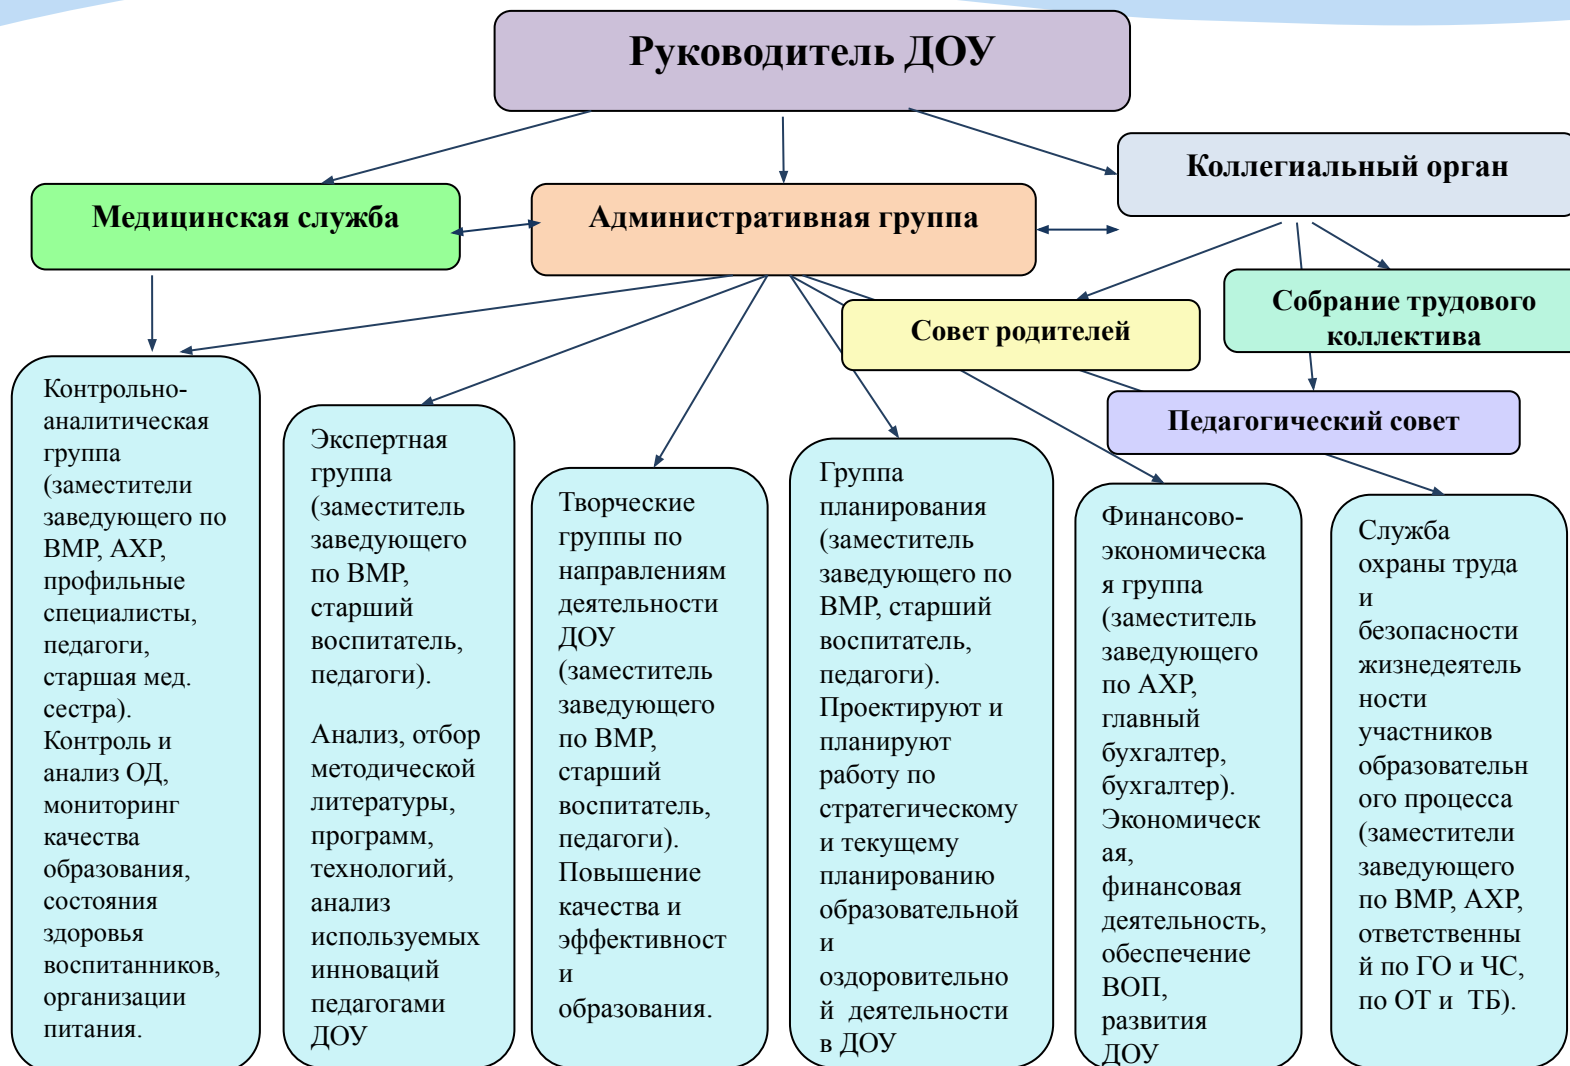 Руководитель ДОУ
Коллегиальный орган
Медицинская служба
Административная группа
Собрание трудового
коллектива
Совет родителей
Педагогический совет
Контрольно-
аналитическая
группа
(заместители
заведующего по
ВМР, АХР,
профильные
специалисты,
педагоги,
старшая мед.
сестра).
Контроль и
анализ ОД,
мониторинг
качества
образования,
состояния
здоровья
воспитанников,
организации
питания.
Экспертная
группа
(заместитель
заведующего
по ВМР,
старший
воспитатель,
педагоги).
Анализ, отбор
методической
литературы,
программ,
технологий,
анализ
используемых
инноваций
педагогами
ДОУ
Творческие
группы по
направлениям
деятельности
ДОУ
(заместитель
заведующего
по ВМР,
старший
воспитатель,
педагоги).
Повышение
качества и
эффективност
и
образования.
Группа
планирования
(заместитель
заведующего по
ВМР, старший
воспитатель,
педагоги).
Проектируют и
планируют
работу по
стратегическому
и текущему
планированию
образовательной
и
оздоровительно
й деятельности
в ДОУ
Финансово-
экономическа
я группа
(заместитель
заведующего
по АХР,
главный
бухгалтер,
бухгалтер).
Экономическ
ая,
финансовая
деятельность,
обеспечение
ВОП,
развития
ДОУ
Служба
охраны труда
и
безопасности
жизнедеятель
ности
участников
образовательн
ого процесса
(заместители
заведующего
по ВМР, АХР,
ответственны
й по ГО и ЧС,
по ОТ и ТБ).